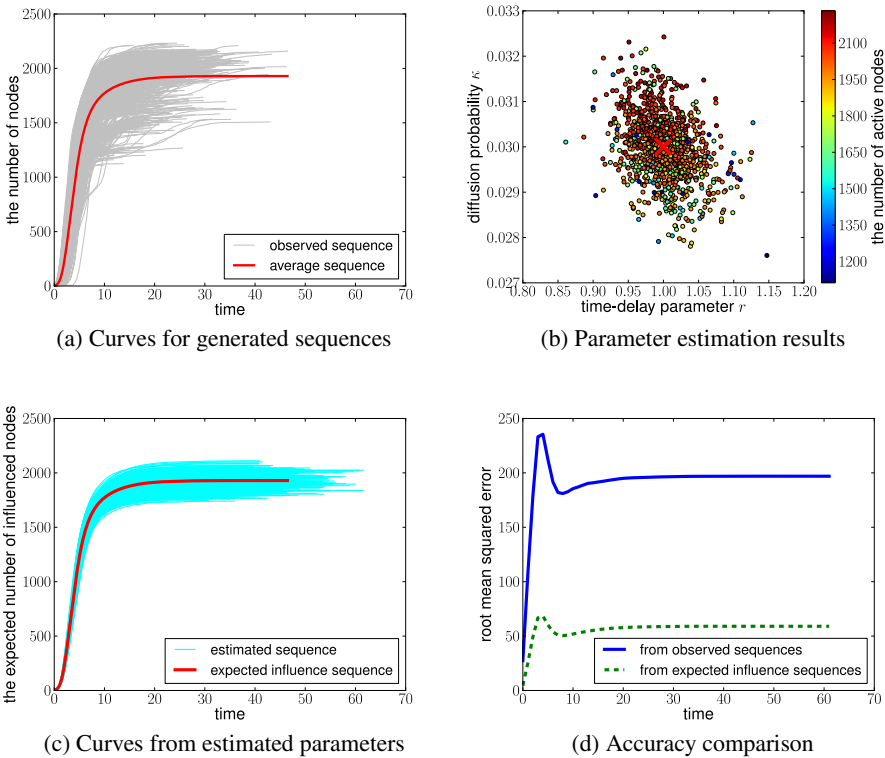 2500
2000
1500
1000
500
0
the number of nodes
observed sequence
average sequence
0 10 20 30 40 50 60 70
time
(a) Curves for generated sequences
0.033
0.032
0.031
0.030
0.029
0.028
0.027
diffusion probability κ
0.80 0.85 0.90 0.95 1.00 1.05 1.10 1.15 1.20
time-delay parameter r
2100
1950
1800
1650
1500
1350
1200
the number of active nodes
(b) Parameter estimation results
2500
2000
1500
1000
500
0
the expected number of influenced nodes
estimated sequence
expected influence sequence
0 10 20 30 40 50 60 70
time
(c) Curves from estimated parameters
250
200
150
100
50
0
root mean squared error
from observed sequences
from expected influence sequences
0 10 20 30 40 50 60 70
time
(d) Accuracy comparison